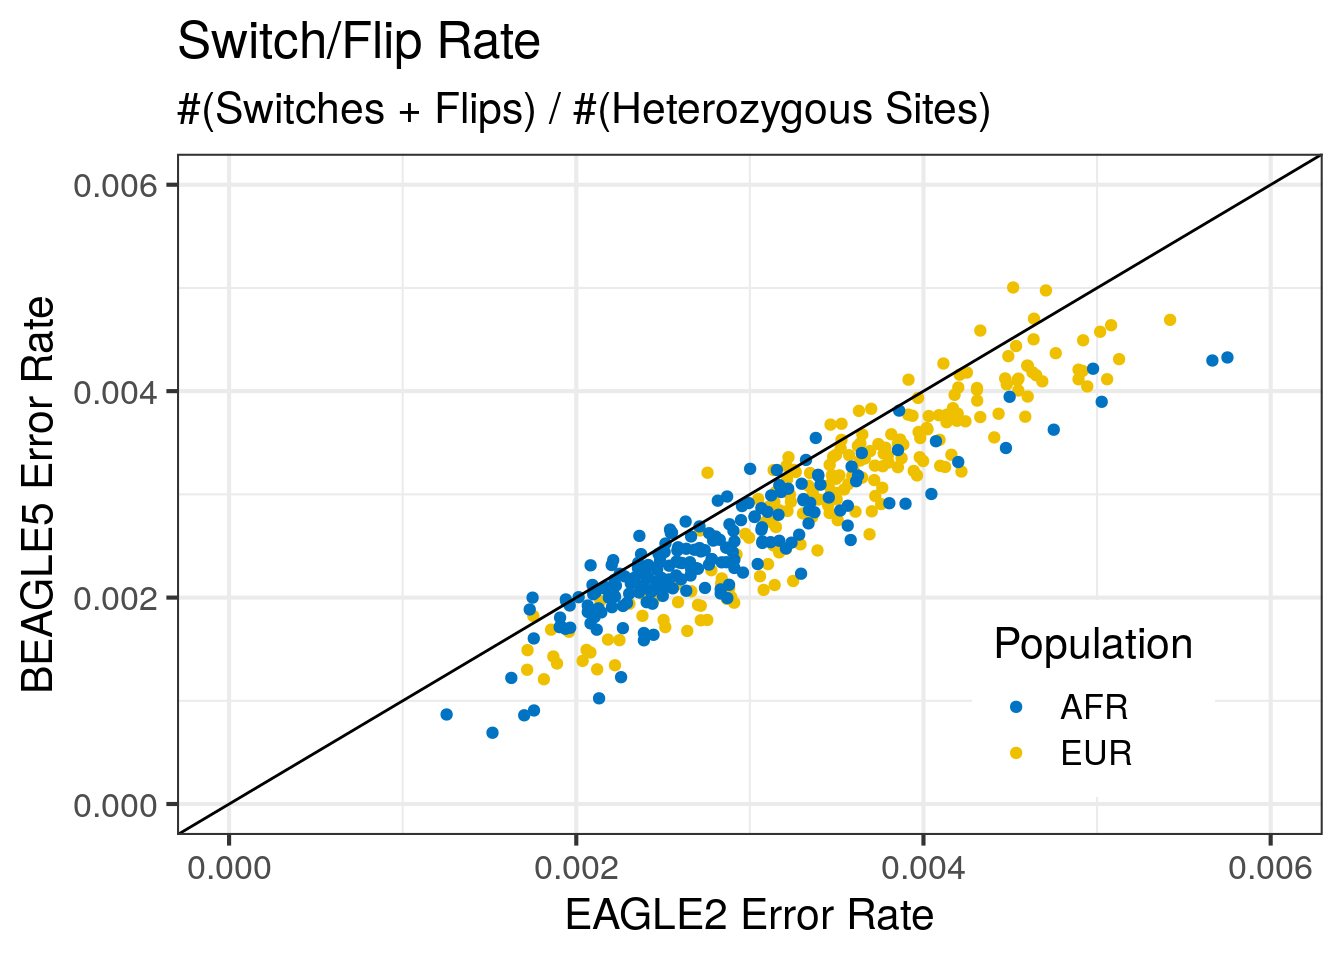 Switch/Flip Rate
#(Switches + Flips) / #(Heterozygous Sites)
0.006
0.004
0.002
0.000
BEAGLE5 Error Rate
Population
AFR
EUR
0.000 0.002 0.004 0.006
EAGLE2 Error Rate